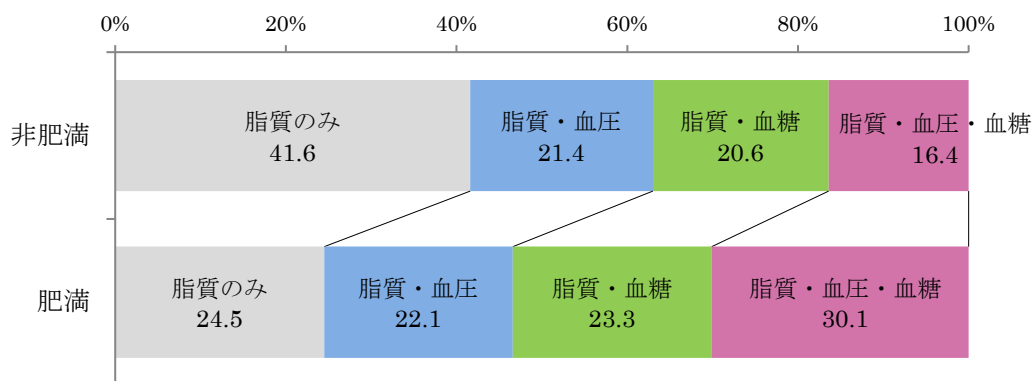 0% 20% 40% 60% 80% 100%
非肥満
脂質のみ
41.6
脂質・血圧
21.4
脂質・血糖
20.6
脂質・血圧・血糖
16.4
肥満
脂質のみ
24.5
脂質・血圧
22.1
脂質・血糖
23.3
脂質・血圧・血糖
30.1